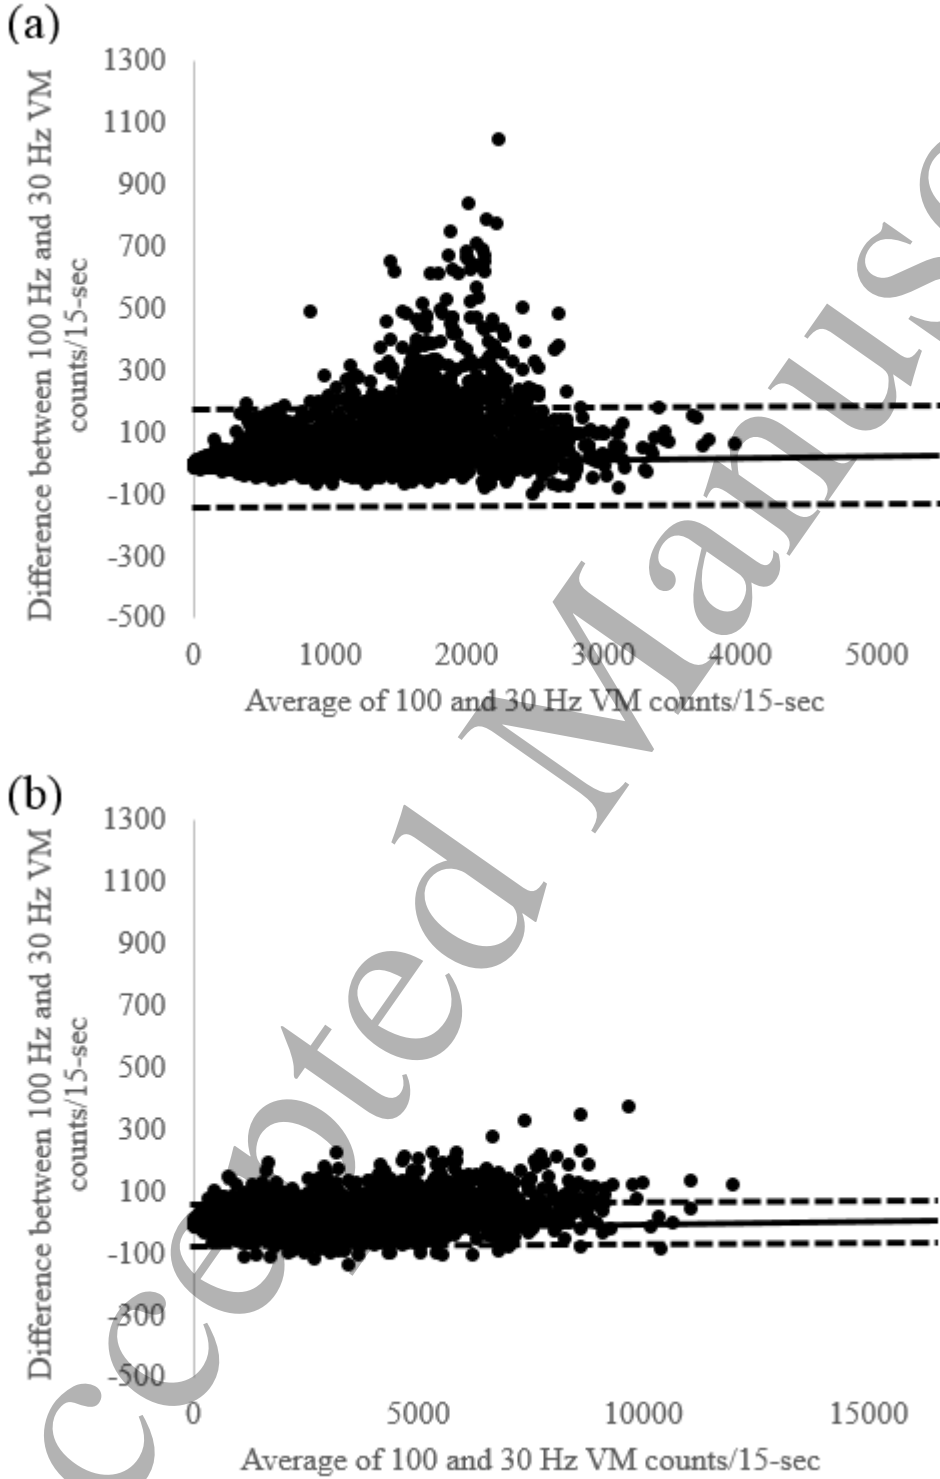 (a)
Difference between 100 Hz and 30 Hz VM
counts/15-sec
1300
1100
900
700
500
300
100
-100
-300
-500
0 1000 2000 3000 4000 5000
Average of 100 and 30 Hz VM counts/15-sec
(b)
Difference between 100 Hz and 30 Hz VM
counts/15-sec
1300
1100
900
700
500
300
100
-100
-300
-500
0 5000 10000 15000
Average of 100 and 30 Hz VM counts/15-sec
ccepted Manusc